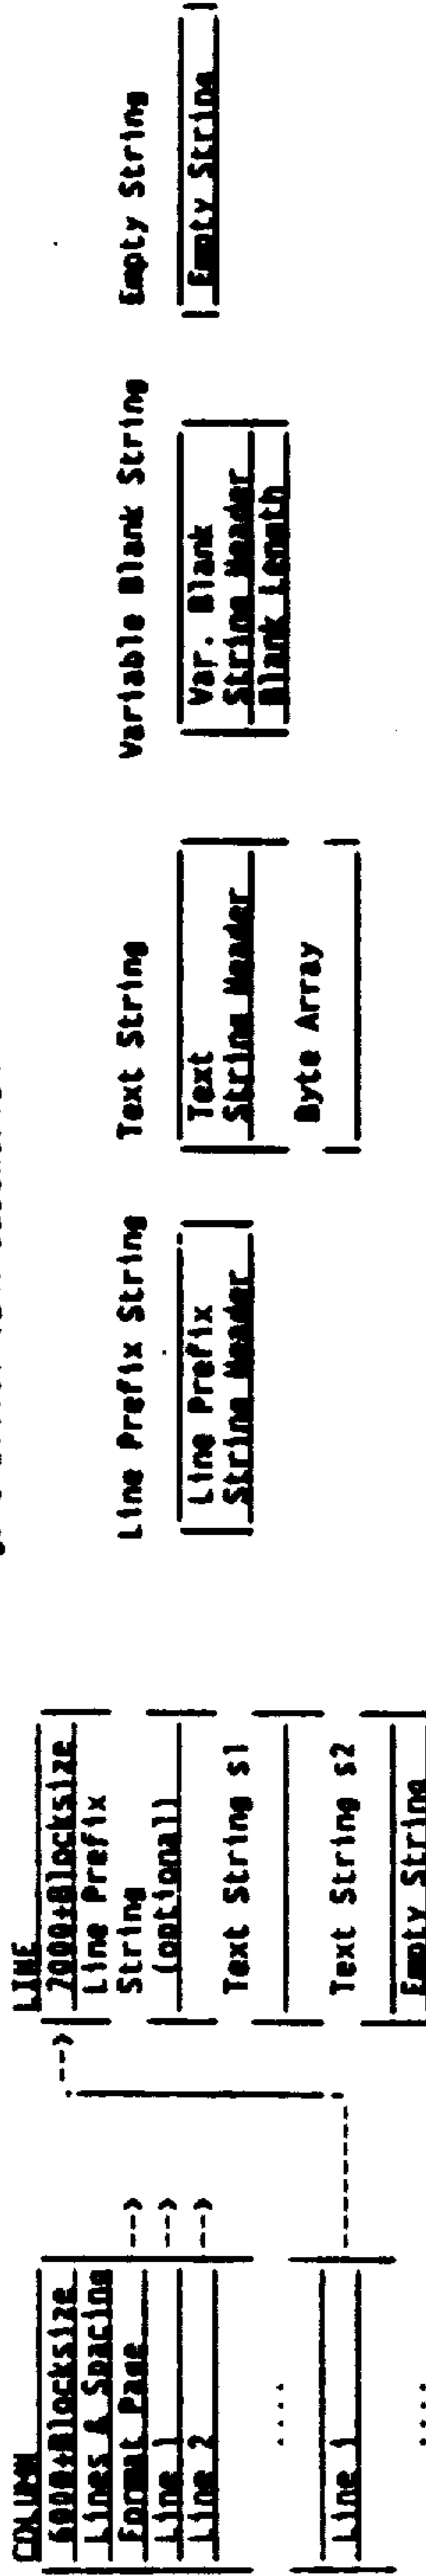 COLUMN
6000+Blocksize
Lines & Spacing
Format Page
Line 1
Line 2
....
Line i
....
LINE
7000+Blocksize
Line Prefix
String
(optional)
Text String s1
Text String s2
Empty String
Line Prefix String
Line Prefix
String Header
Text String
Text
String Header
Byte Array
Variable Blank String
Var. Blank
String Header
Blank Length
Empty String
Empty String